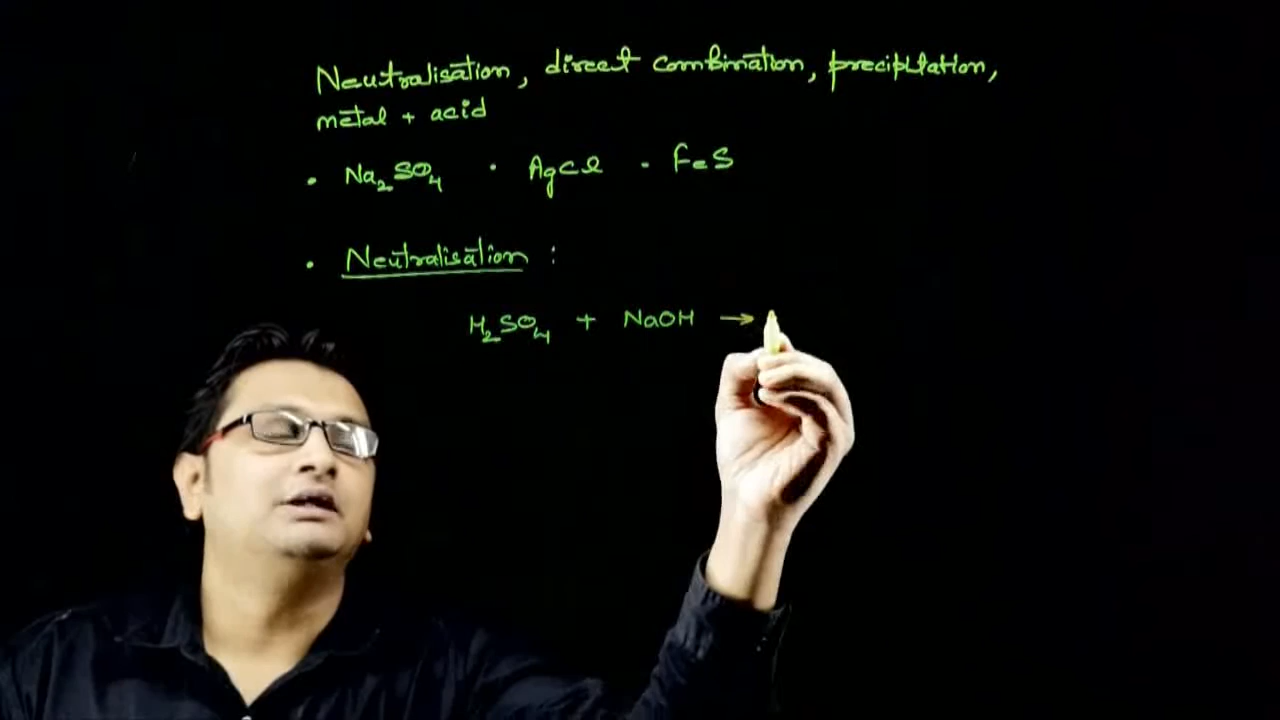 Neutralisation, direct combination, precipitation,
metal + acid
• Na₂SO₄ • AgCl • FeS
• Neutralisation :
H₂SO₄ + NaOH →